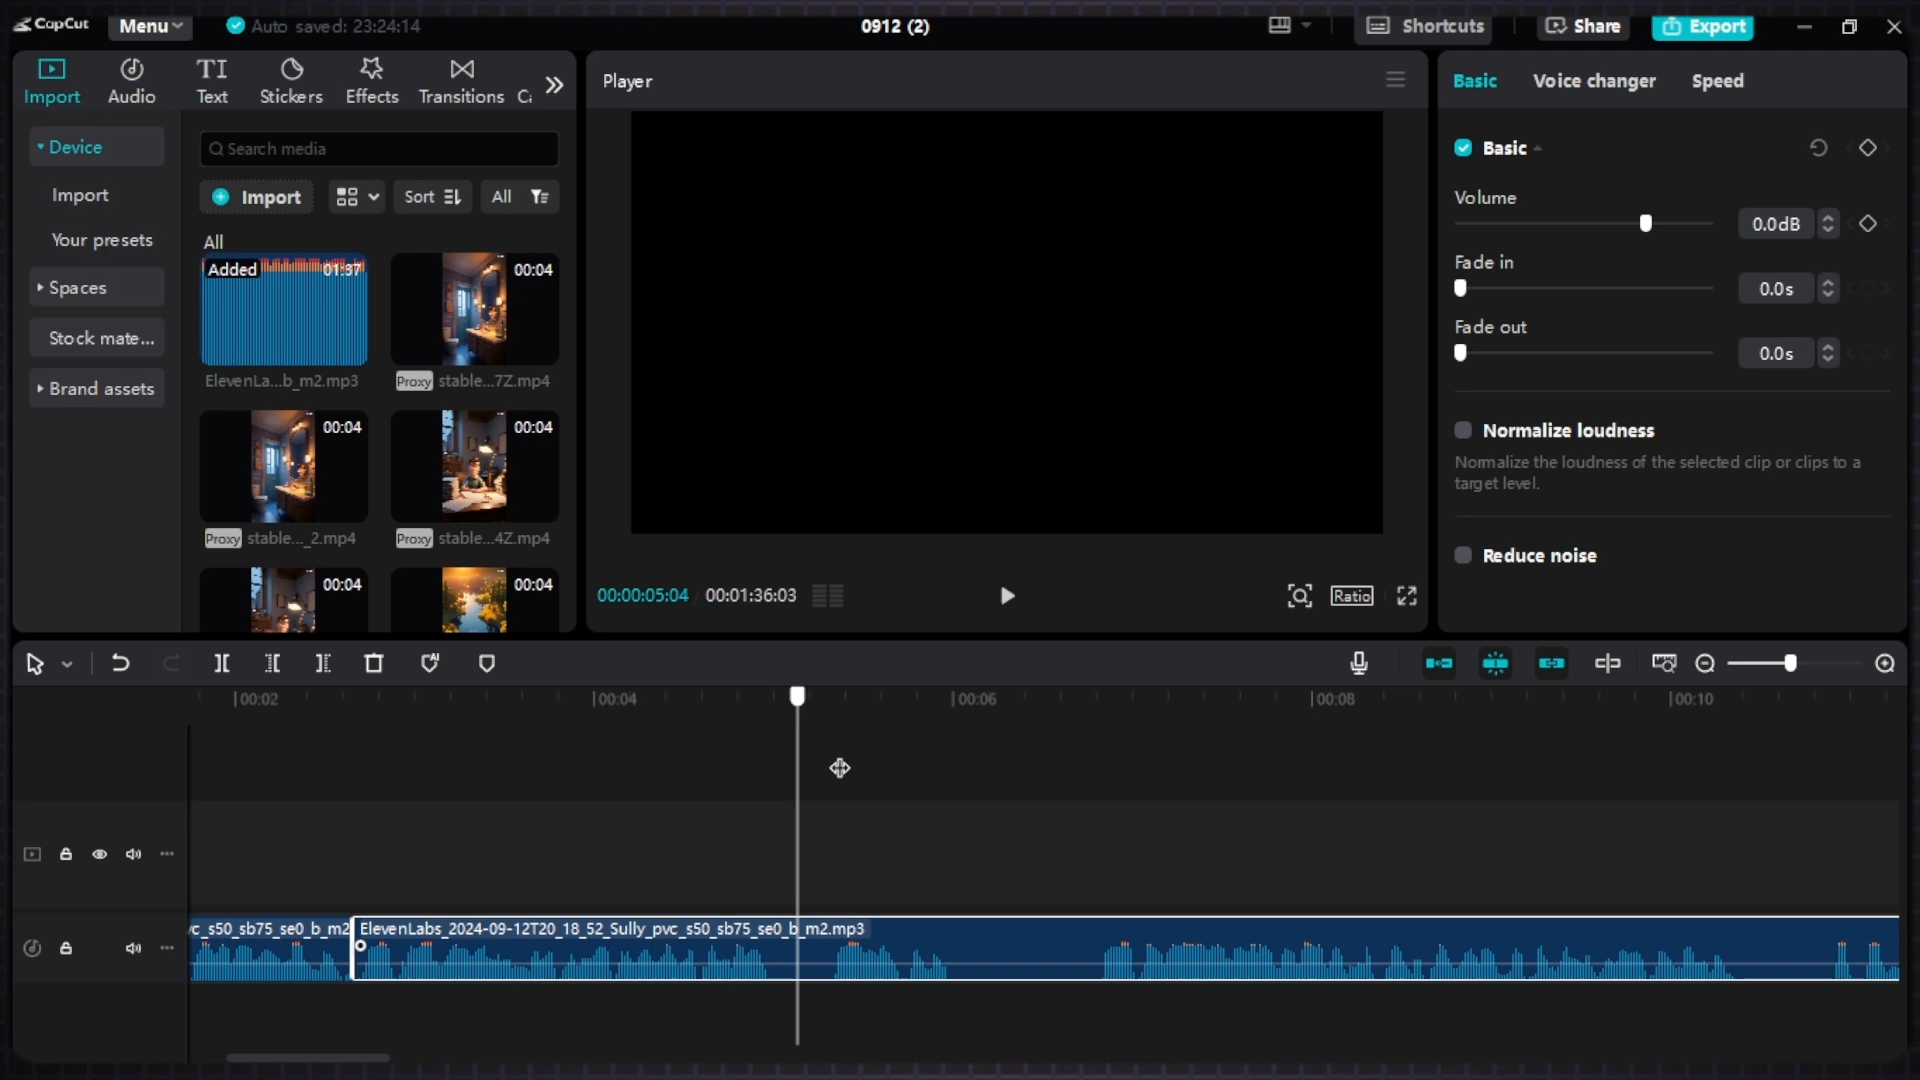 CapCut
Menu
Auto saved: 23:24:14
0912 (2)
Shortcuts
Share
Export
Import
Audio
TI
Text
Stickers
Effects
Transitions
Device
Import
Your presets
Spaces
Stock mate...
Brand assets
Search media
Import
Sort
All
All
Added
01:37
00:04
ElevenLa...b_m2.mp3
Proxy
stable...7Z.mp4
00:04
00:04
Proxy
stable..._2.mp4
Proxy
stable...4Z.mp4
00:04
00:04
Player
00:00:05:04
00:01:36:03
Ratio
Basic
Voice changer
Speed
Basic
Volume
0.0dB
Fade in
0.0s
Fade out
0.0s
Normalize loudness
Normalize the loudness of the selected clip or clips to a
target level.
Reduce noise
00:02
00:04
00:06
00:08
00:10
_s50_sb75_se0_b_m2
ElevenLabs_2024-09-12T20_18_52_Sully_pvc_s50_sb75_se0_b_m2.mp3